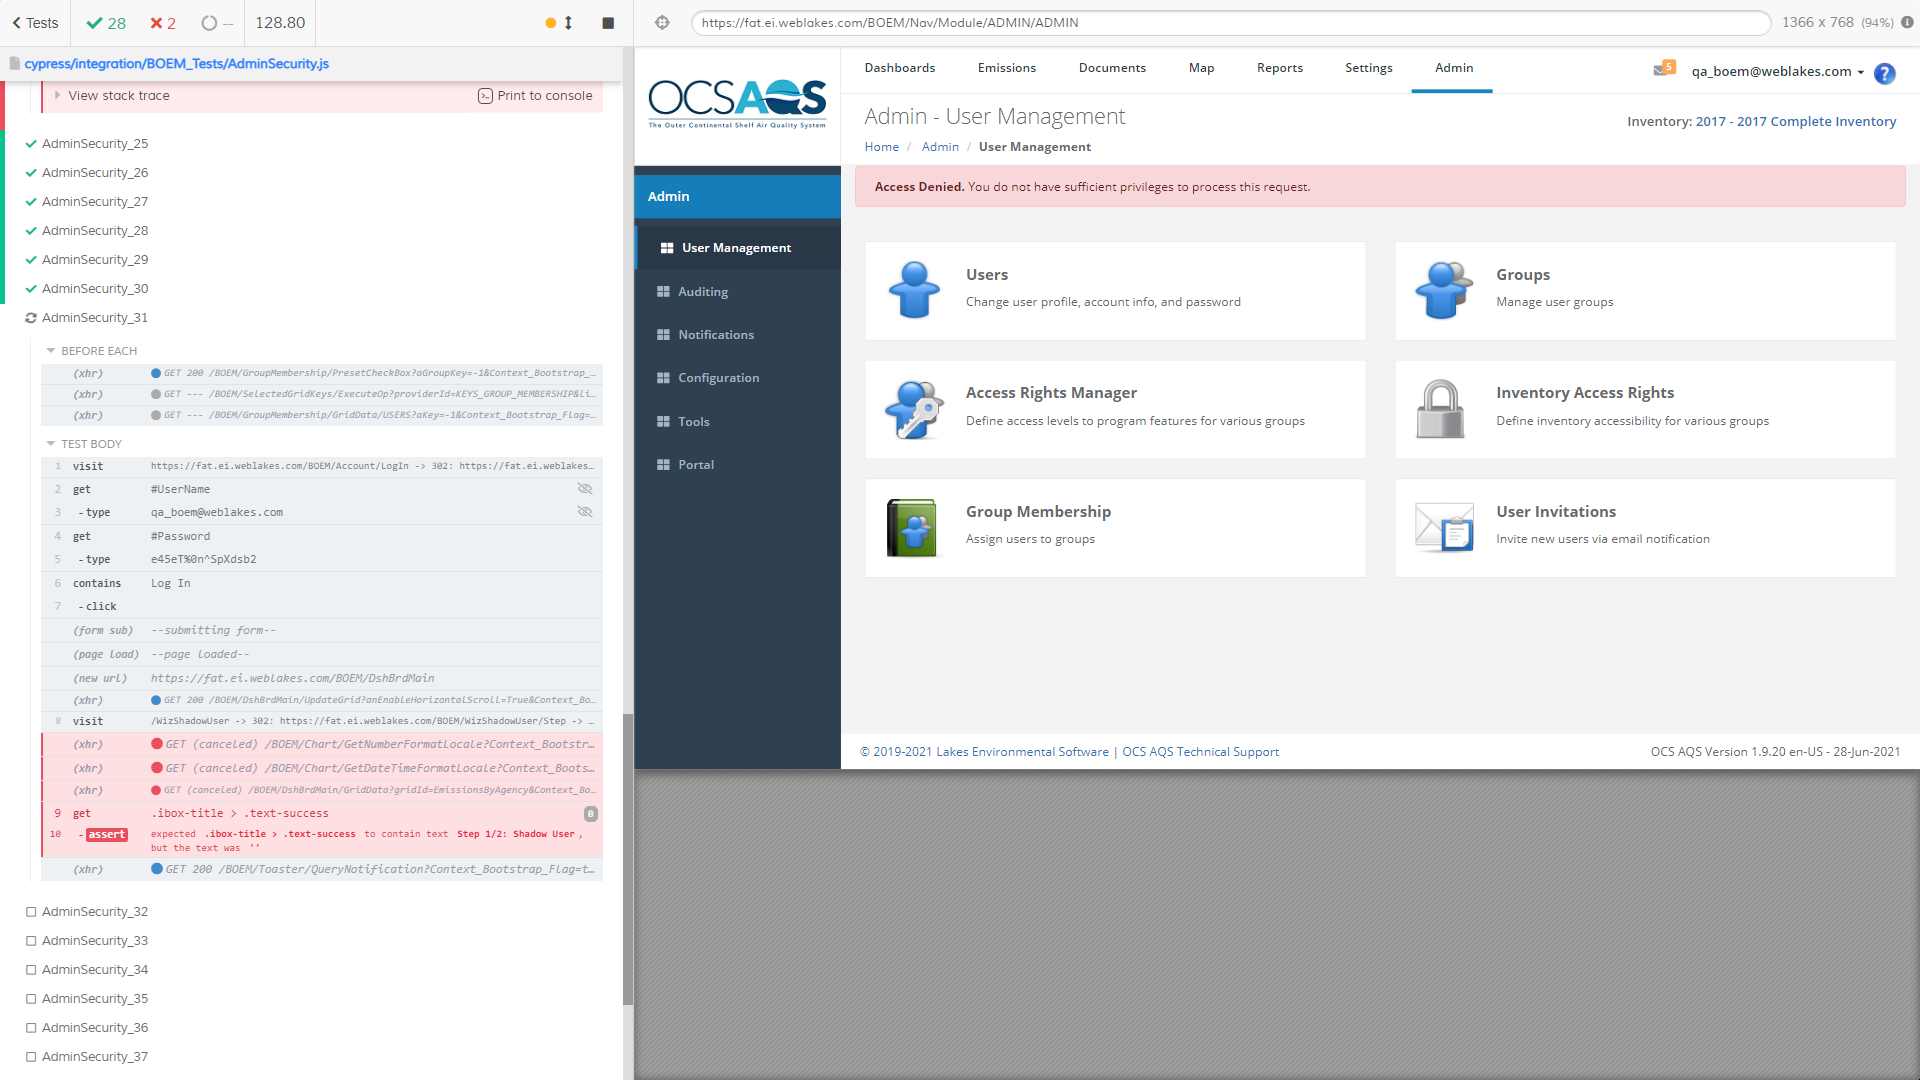 Tests
28
2
--
128.80
https://fat.ei.weblakes.com/BOEM/Nav/Module/ADMIN/ADMIN
1366 x 768 (94%)
cypress/integration/BOEM_Tests/AdminSecurity.js
View stack trace
Print to console
AdminSecurity_25
AdminSecurity_26
AdminSecurity_27
AdminSecurity_28
AdminSecurity_29
AdminSecurity_30
AdminSecurity_31
BEFORE EACH
(xhr) GET 200 /BOEM/GroupMembership/PresetCheckBox?aGroupKey=-1&Context_Bootstrap_...
(xhr) GET --- /BOEM/SelectedGridKeys/ExecuteOp?providerId=KEYS_GROUP_MEMBERSHIP&li...
(xhr) GET --- /BOEM/GroupMembership/GridData/USERS?aKey=-1&Context_Bootstrap_Flag=...
TEST BODY
1 visit https://fat.ei.weblakes.com/BOEM/Account/LogIn -> 302: https://fat.ei.weblakes...
2 get #UserName
3 -type qa_boem@weblakes.com
4 get #Password
5 -type e45eT%0n^SpXdsb2
6 contains Log In
7 -click
(form sub) --submitting form--
(page load) --page loaded--
(new url) https://fat.ei.weblakes.com/BOEM/DshBrdMain
(xhr) GET 200 /BOEM/DshBrdMain/UpdateGrid?anEnableHorizontalScroll=True&Context_Bo...
8 visit /WizShadowUser -> 302: https://fat.ei.weblakes.com/BOEM/WizShadowUser/Step -> ...
(xhr) GET (canceled) /BOEM/Chart/GetNumberFormatLocale?Context_Bootstr...
(xhr) GET (canceled) /BOEM/Chart/GetDateTimeFormatLocale?Context_Boots...
(xhr) GET (canceled) /BOEM/DshBrdMain/GridData?gridId=EmissionsByAgency&Context_Bo...
9 get .ibox-title > .text-success 0
10 -assert expected .ibox-title > .text-success to contain text Step 1/2: Shadow User,
but the text was ''
(xhr) GET 200 /BOEM/Toaster/QueryNotification?Context_Bootstrap_Flag=t...
AdminSecurity_32
AdminSecurity_33
AdminSecurity_34
AdminSecurity_35
AdminSecurity_36
AdminSecurity_37
OCSAQS
The Outer Continental Shelf Air Quality System
Dashboards
Emissions
Documents
Map
Reports
Settings
Admin
5
qa_boem@weblakes.com
?
Admin - User Management
Home / Admin / User Management
Inventory: 2017 - 2017 Complete Inventory
Access Denied. You do not have sufficient privileges to process this request.
Admin
User Management
Auditing
Notifications
Configuration
Tools
Portal
Users
Change user profile, account info, and password
Groups
Manage user groups
Access Rights Manager
Define access levels to program features for various groups
Inventory Access Rights
Define inventory accessibility for various groups
Group Membership
Assign users to groups
User Invitations
Invite new users via email notification
© 2019-2021 Lakes Environmental Software | OCS AQS Technical Support
OCS AQS Version 1.9.20 en-US - 28-Jun-2021